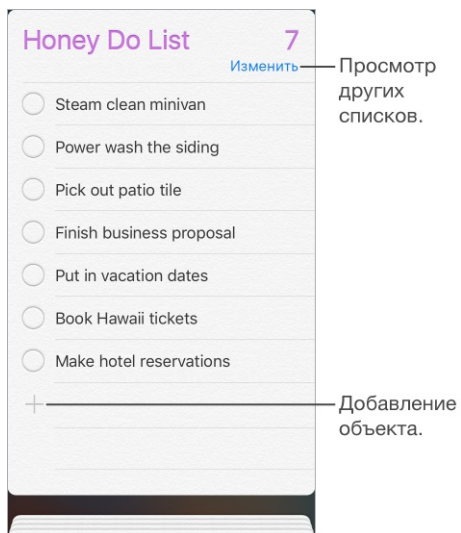 Honey Do List 7
Изменить
Просмотр
других
списков.
Steam clean minivan
Power wash the siding
Pick out patio tile
Finish business proposal
Put in vacation dates
Book Hawaii tickets
Make hotel reservations
Добавление
объекта.